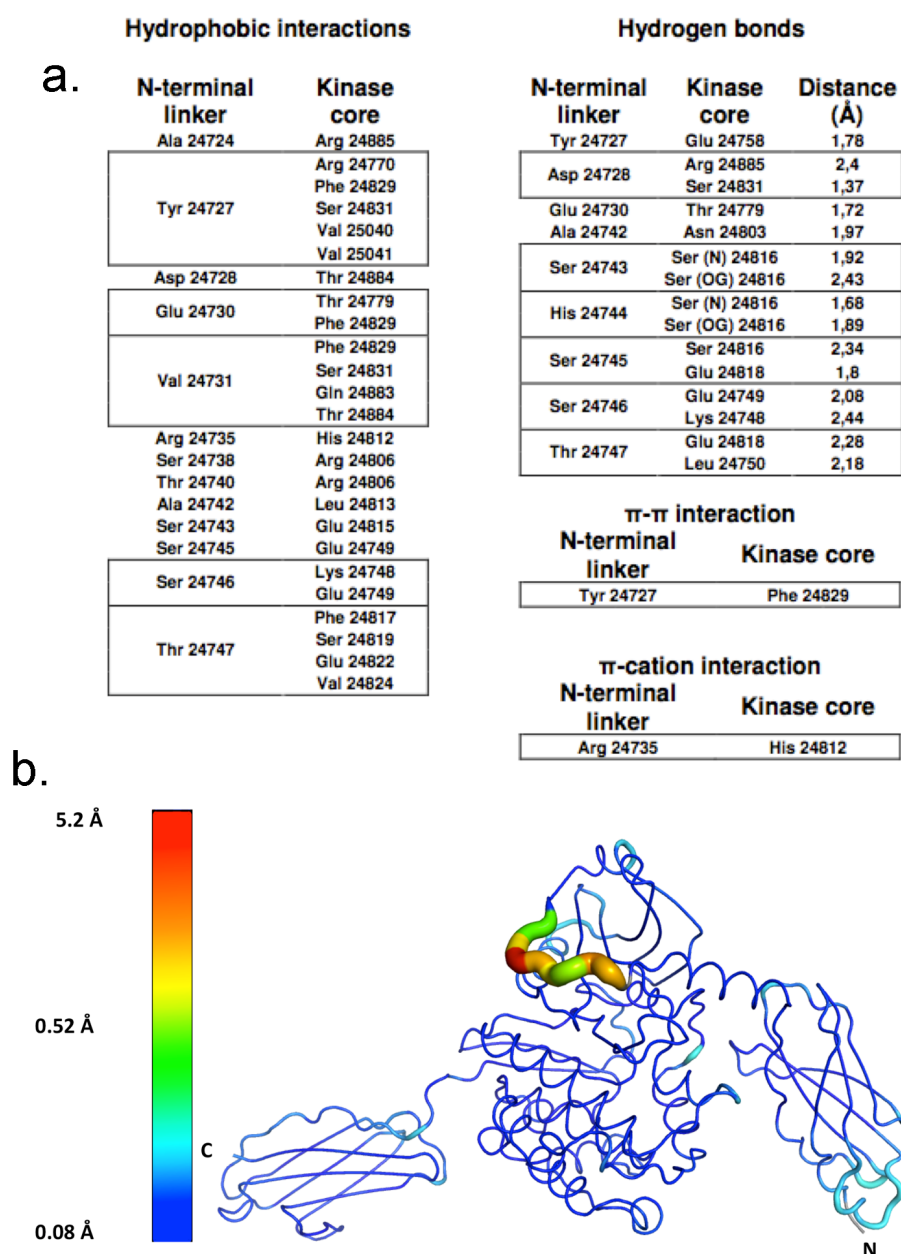 Hydrophobic interactions
a.
N-terminal linker Kinase core
Ala 24724 Arg 24885
Tyr 24727 Arg 24770
Phe 24829
Ser 24831
Val 25040
Val 25041
Asp 24728 Thr 24884
Glu 24730 Thr 24779
Phe 24829
Val 24731 Phe 24829
Ser 24831
Gln 24883
Thr 24884
Arg 24735 His 24812
Ser 24738 Arg 24806
Thr 24740 Arg 24806
Ala 24742 Leu 24813
Ser 24743 Glu 24815
Ser 24745 Glu 24749
Ser 24746 Lys 24748
Glu 24749
Thr 24747 Phe 24817
Ser 24819
Glu 24822
Val 24824
Hydrogen bonds
N-terminal linker Kinase core Distance (Å)
Tyr 24727 Glu 24758 1,78
Asp 24728 Arg 24885 2,4
Ser 24831 1,37
Glu 24730 Thr 24779 1,72
Ala 24742 Asn 24803 1,97
Ser 24743 Ser (N) 24816 1,92
Ser (OG) 24816 2,43
His 24744 Ser (N) 24816 1,68
Ser (OG) 24816 1,89
Ser 24745 Ser 24816 2,34
Glu 24818 1,8
Ser 24746 Glu 24749 2,08
Lys 24748 2,44
Thr 24747 Glu 24818 2,28
Leu 24750 2,18
π-π interaction
N-terminal linker Kinase core
Tyr 24727 Phe 24829
π-cation interaction
N-terminal linker Kinase core
Arg 24735 His 24812
b.
5.2 Å
0.52 Å
C
0.08 Å
N